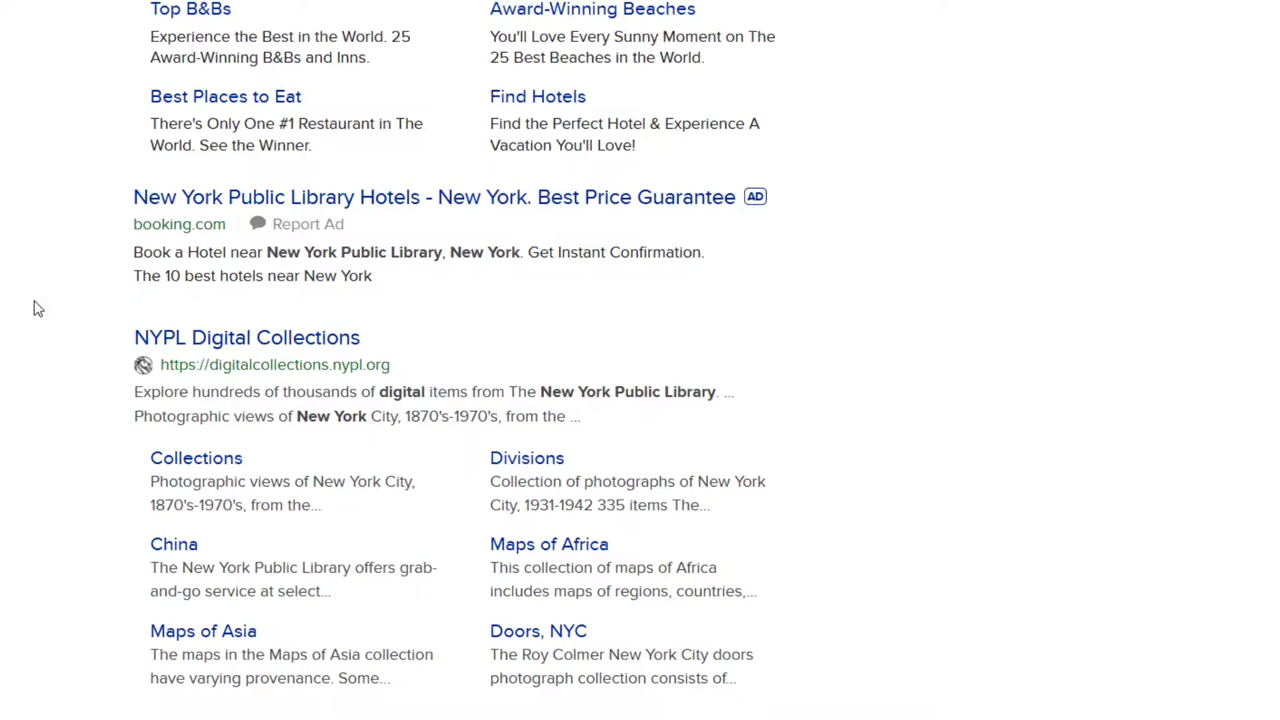 Top B&Bs
Experience the Best in the World. 25
Award-Winning B&Bs and Inns.
Award-Winning Beaches
You'll Love Every Sunny Moment on The
25 Best Beaches in the World.
Best Places to Eat
There's Only One #1 Restaurant in The
World. See the Winner.
Find Hotels
Find the Perfect Hotel & Experience A
Vacation You'll Love!
New York Public Library Hotels - New York. Best Price Guarantee AD
booking.com Report Ad
Book a Hotel near New York Public Library, New York. Get Instant Confirmation.
The 10 best hotels near New York
NYPL Digital Collections
https://digitalcollections.nypl.org
Explore hundreds of thousands of digital items from The New York Public Library. ...
Photographic views of New York City, 1870's-1970's, from the ...
Collections
Photographic views of New York City,
1870's-1970's, from the...
Divisions
Collection of photographs of New York
City, 1931-1942 335 items The...
China
The New York Public Library offers grab-
and-go service at select...
Maps of Africa
This collection of maps of Africa
includes maps of regions, countries,...
Maps of Asia
The maps in the Maps of Asia collection
have varying provenance. Some...
Doors, NYC
The Roy Colmer New York City doors
photograph collection consists of...